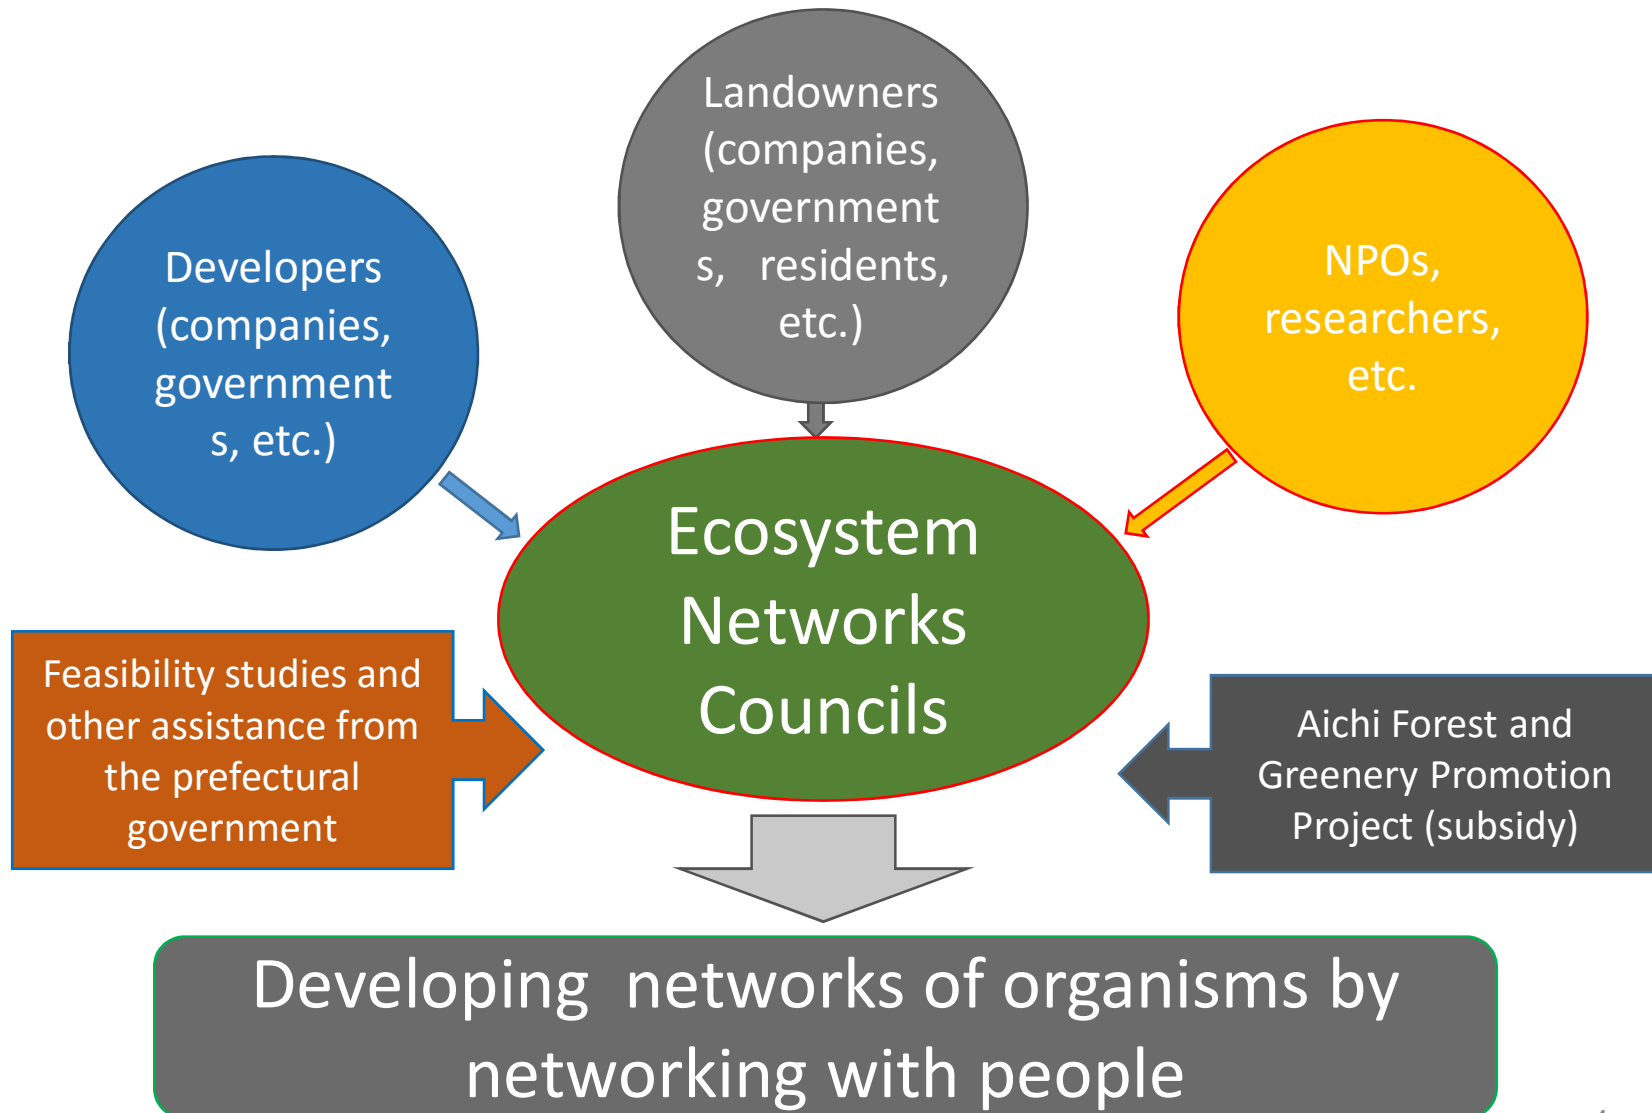 Landowners
(companies,
government
s, residents,
etc.)
Developers
(companies,
government
s, etc.)
NPOs,
researchers,
etc.
Ecosystem
Networks
Councils
Feasibility studies and
other assistance from
the prefectural
government
Aichi Forest and
Greenery Promotion
Project (subsidy)
Developing networks of organisms by
networking with people